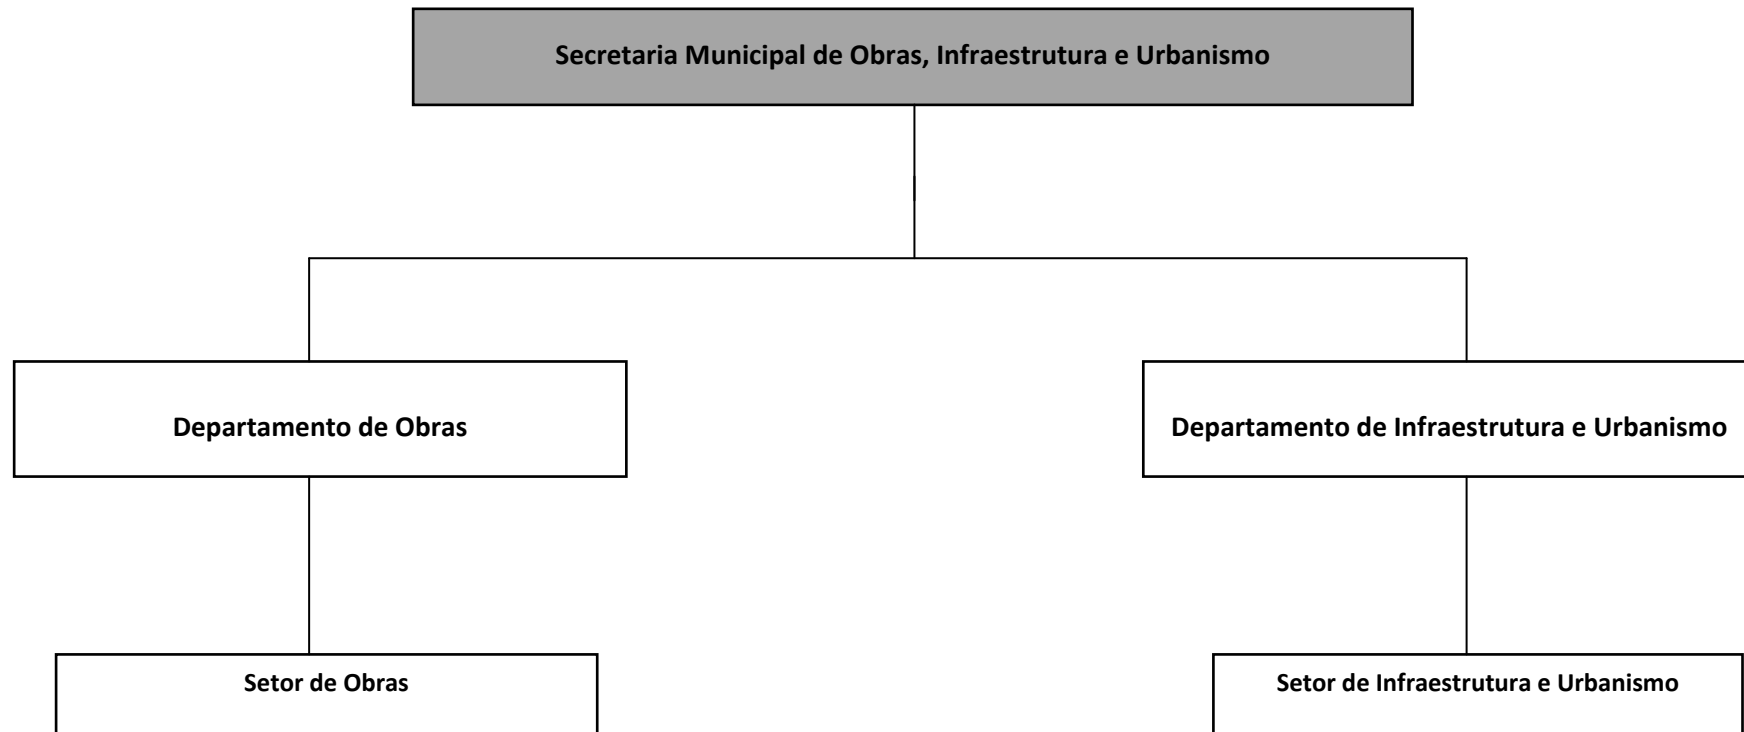 Secretaria Municipal de Obras, Infraestrutura e Urbanismo
Departamento de Obras
Departamento de Infraestrutura e Urbanismo
Setor de Obras
Setor de Infraestrutura e Urbanismo